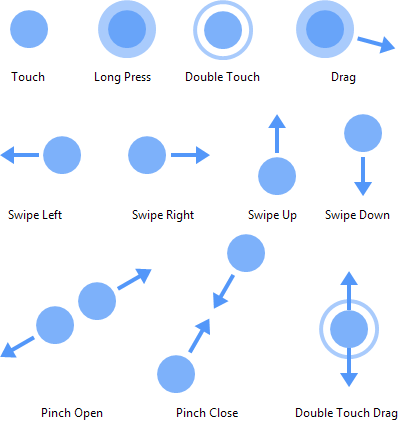 Touch
Long Press
Double Touch
Drag
Swipe Left
Swipe Right
Swipe Up
Swipe Down
Pinch Open
Pinch Close
Double Touch Drag